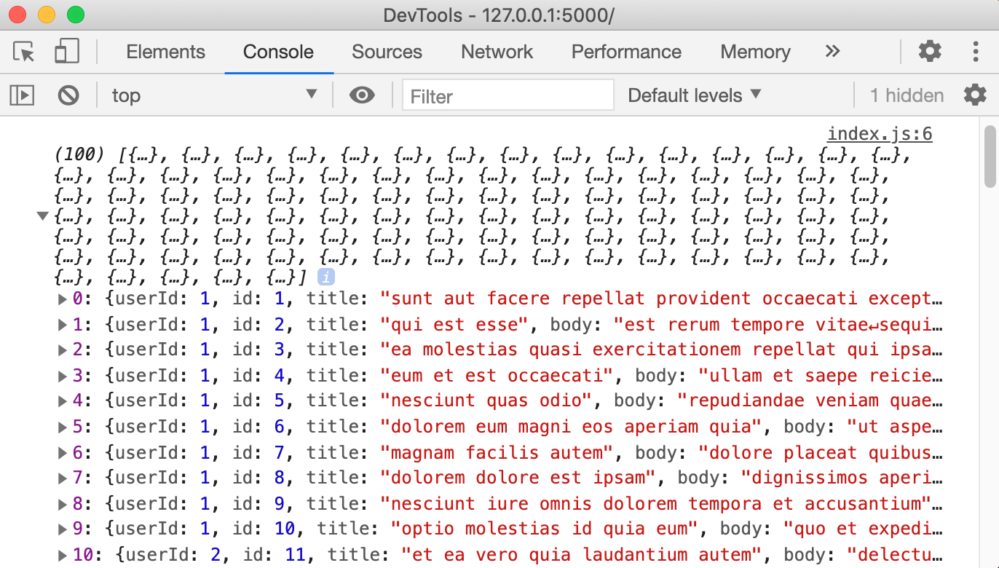 DevTools - 127.0.0.1:5000/
Elements Console Sources Network Performance Memory »
top ▼ Filter Default levels ▼ 1 hidden
index.js:6
(100) [{…}, {…}, {…}, {…}, {…}, {…}, {…}, {…}, {…}, {…}, {…}, {…}, {…}, {…}, {…},
{…}, {…}, {…}, {…}, {…}, {…}, {…}, {…}, {…}, {…}, {…}, {…}, {…}, {…}, {…}, {…},
{…}, {…}, {…}, {…}, {…}, {…}, {…}, {…}, {…}, {…}, {…}, {…}, {…}, {…}, {…}, {…},
▼{…}, {…}, {…}, {…}, {…}, {…}, {…}, {…}, {…}, {…}, {…}, {…}, {…}, {…}, {…}, {…},
{…}, {…}, {…}, {…}, {…}, {…}, {…}, {…}, {…}, {…}, {…}, {…}, {…}, {…}, {…}, {…},
{…}, {…}, {…}, {…}, {…}, {…}, {…}, {…}, {…}, {…}, {…}, {…}, {…}, {…}, {…}, {…},
{…}, {…}, {…}, {…}, {…}] i
▶0: {userId: 1, id: 1, title: "sunt aut facere repellat provident occaecati except…
▶1: {userId: 1, id: 2, title: "qui est esse", body: "est rerum tempore vitae↵sequi…
▶2: {userId: 1, id: 3, title: "ea molestias quasi exercitationem repellat qui ipsa…
▶3: {userId: 1, id: 4, title: "eum et est occaecati", body: "ullam et saepe reicie…
▶4: {userId: 1, id: 5, title: "nesciunt quas odio", body: "repudiandae veniam quae…
▶5: {userId: 1, id: 6, title: "dolorem eum magni eos aperiam quia", body: "ut aspe…
▶6: {userId: 1, id: 7, title: "magnam facilis autem", body: "dolore placeat quibus…
▶7: {userId: 1, id: 8, title: "dolorem dolore est ipsam", body: "dignissimos aperi…
▶8: {userId: 1, id: 9, title: "nesciunt iure omnis dolorem tempora et accusantium"…
▶9: {userId: 1, id: 10, title: "optio molestias id quia eum", body: "quo et expedi…
▶10: {userId: 2, id: 11, title: "et ea vero quia laudantium autem", body: "delectu…